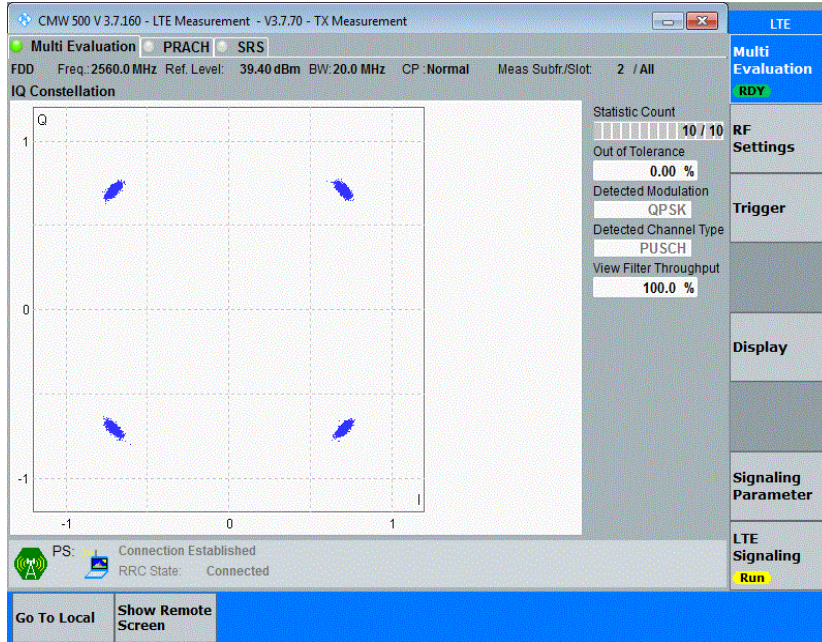 CMW 500 V 3.7.160 - LTE Measurement - V3.7.70 - TX Measurement
LTE
Multi Evaluation PRACH SRS
FDD Freq.: 2560.0 MHz Ref. Level: 39.40 dBm BW: 20.0 MHz CP : Normal Meas Subfr./Slot: 2 / All
IQ Constellation
Q
1
0
-1
-1
0
1
I
Statistic Count
10 / 10
Out of Tolerance
0.00 %
Detected Modulation
QPSK
Detected Channel Type
PUSCH
View Filter Throughput
100.0 %
Multi
Evaluation
RDY
RF
Settings
Trigger
Display
Signaling
Parameter
LTE
Signaling
Run
PS: Connection Established
RRC State: Connected
Go To Local
Show Remote
Screen